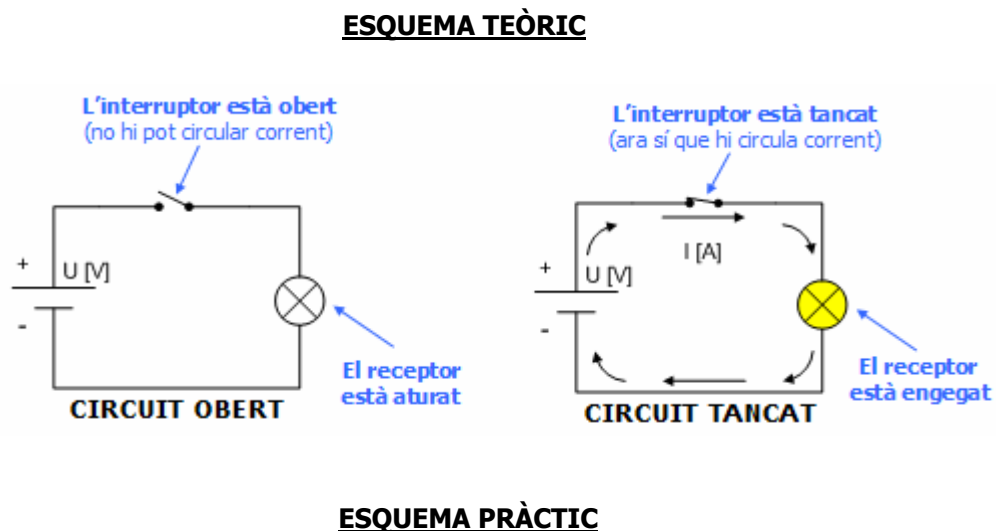 ESQUEMA TEÒRIC
L'interruptor està obert
(no hi pot circular corrent)
+
U [V]
-
El receptor
està aturat
CIRCUIT OBERT
L'interruptor està tancat
(ara sí que hi circula corrent)
I [A]
+
U [V]
-
El receptor
està engegat
CIRCUIT TANCAT
ESQUEMA PRÀCTIC